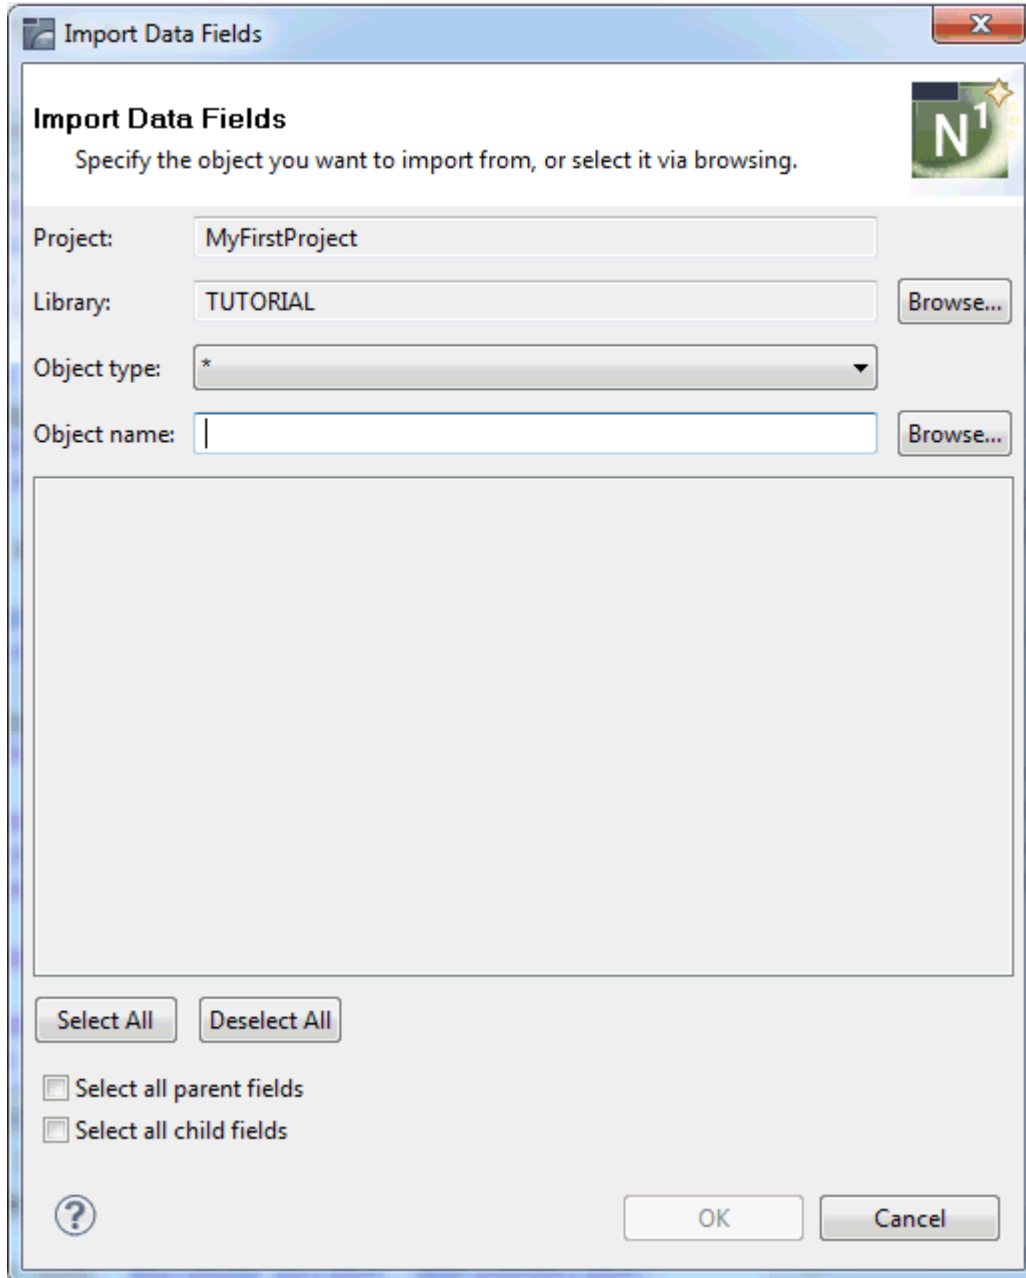 Import Data Fields
Import Data Fields
Specify the object you want to import from, or select it via browsing.
N1
Project: MyFirstProject
Library: TUTORIAL Browse...
Object type: *
Object name: Browse...
Select All Deselect All
Select all parent fields
Select all child fields
? OK Cancel